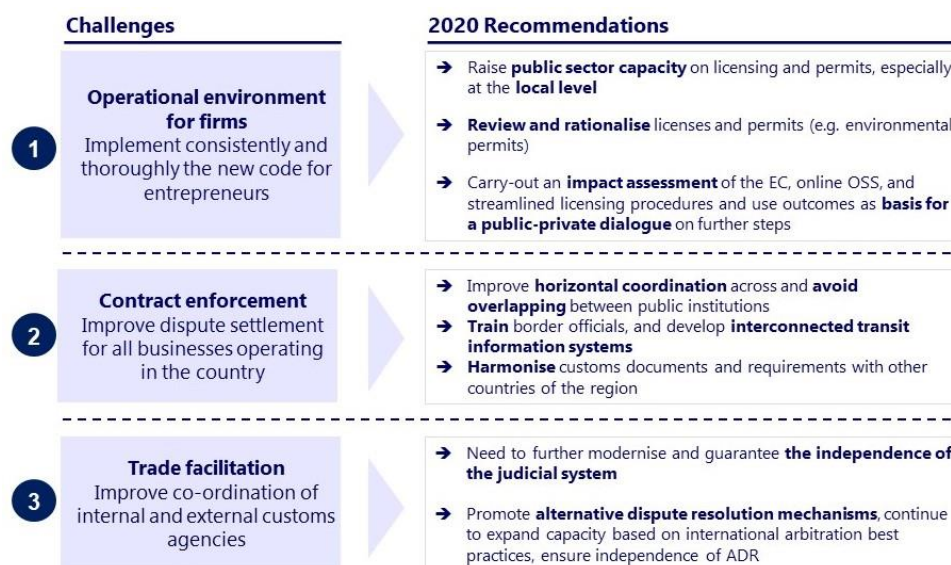 Challenges
2020 Recommendations
1
Operational environment
for firms
Implement consistently and
thoroughly the new code for
entrepreneurs
➔ Raise public sector capacity on licensing and permits, especially
at the local level
➔ Review and rationalise licenses and permits (e.g. environmental
permits)
➔ Carry-out an impact assessment of the EC, online OSS, and
streamlined licensing procedures and use outcomes as basis for
a public-private dialogue on further steps
2
Contract enforcement
Improve dispute settlement
for all businesses operating
in the country
➔ Improve horizontal coordination across and avoid
overlapping between public institutions
➔ Train border officials, and develop interconnected transit
information systems
➔ Harmonise customs documents and requirements with other
countries of the region
3
Trade facilitation
Improve co-ordination of
internal and external customs
agencies
➔ Need to further modernise and guarantee the independence of
the judicial system
➔ Promote alternative dispute resolution mechanisms, continue
to expand capacity based on international arbitration best
practices, ensure independence of ADR